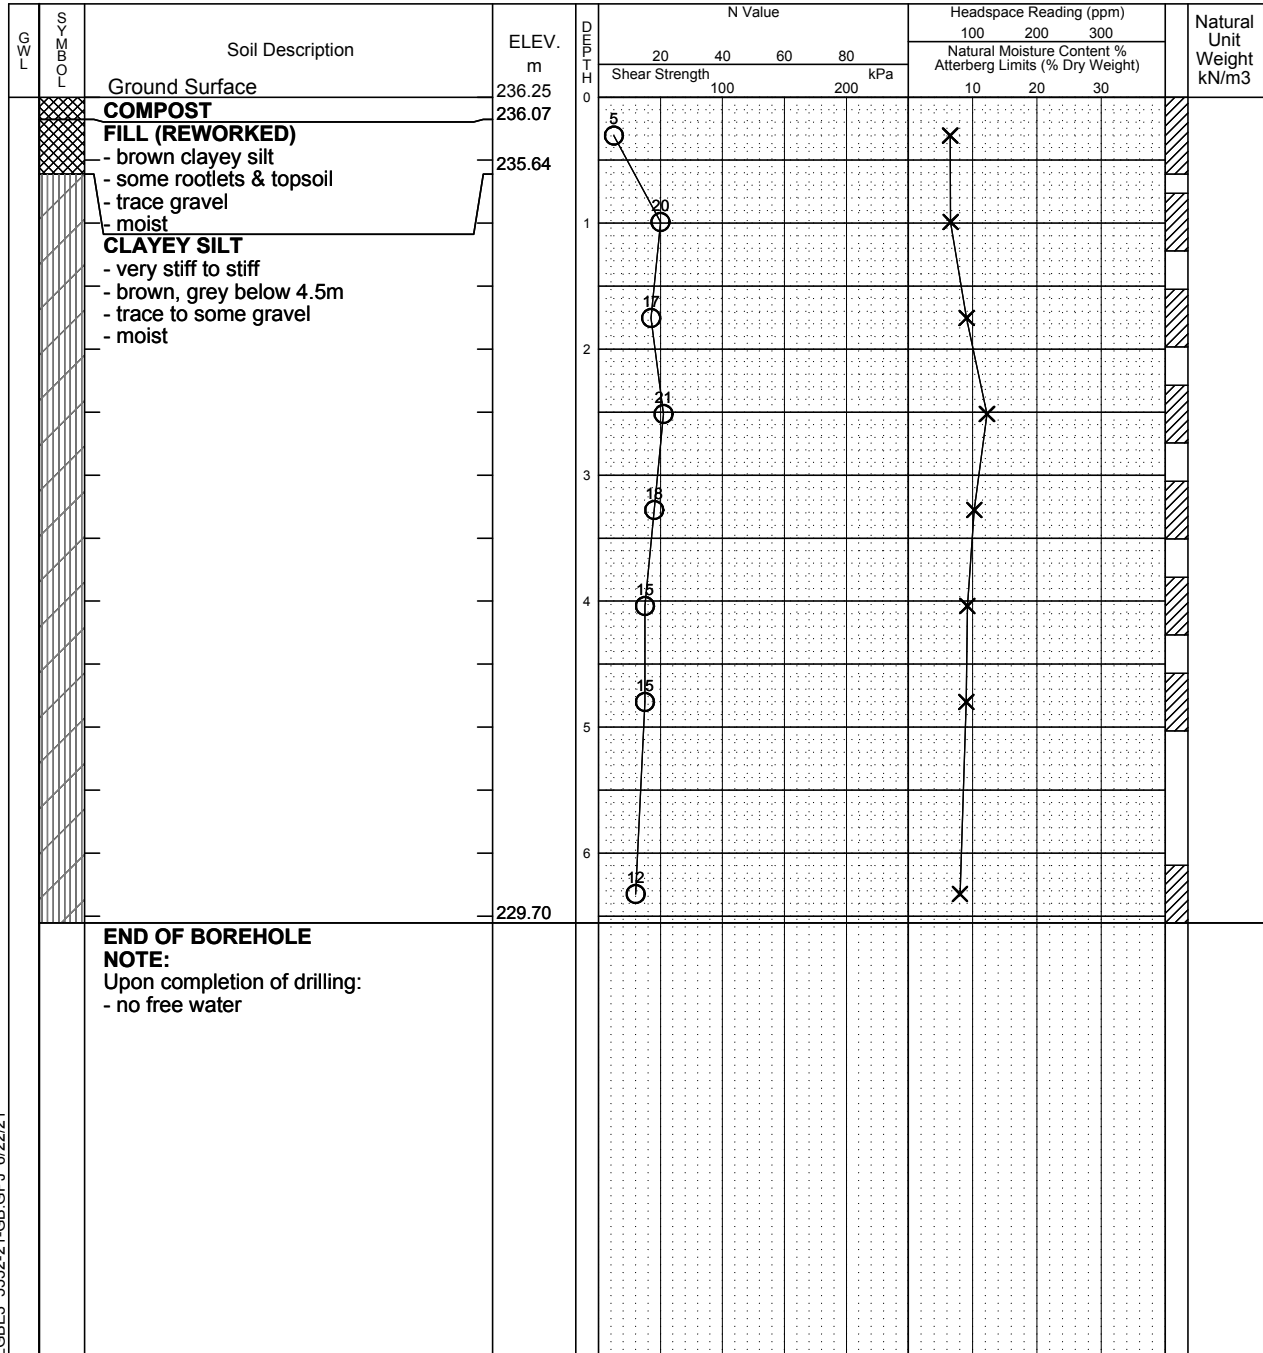 GWL
SYMBOL
Soil Description
Ground Surface
ELEV.
m
236.25
DEPTH
N Value
20 40 60 80
Shear Strength kPa
100 200
Headspace Reading (ppm)
100 200 300
Natural Moisture Content %
Atterberg Limits (% Dry Weight)
10 20 30
Natural
Unit
Weight
kN/m3
0
COMPOST
236.07
FILL (REWORKED)
5
- brown clayey silt
235.64
- some rootlets & topsoil
- trace gravel
20
- moist
1
CLAYEY SILT
- very stiff to stiff
- brown, grey below 4.5m
17
- trace to some gravel
- moist
2
21
3
18
4
15
15
5
6
12
229.70
END OF BOREHOLE
NOTE:
Upon completion of drilling:
- no free water